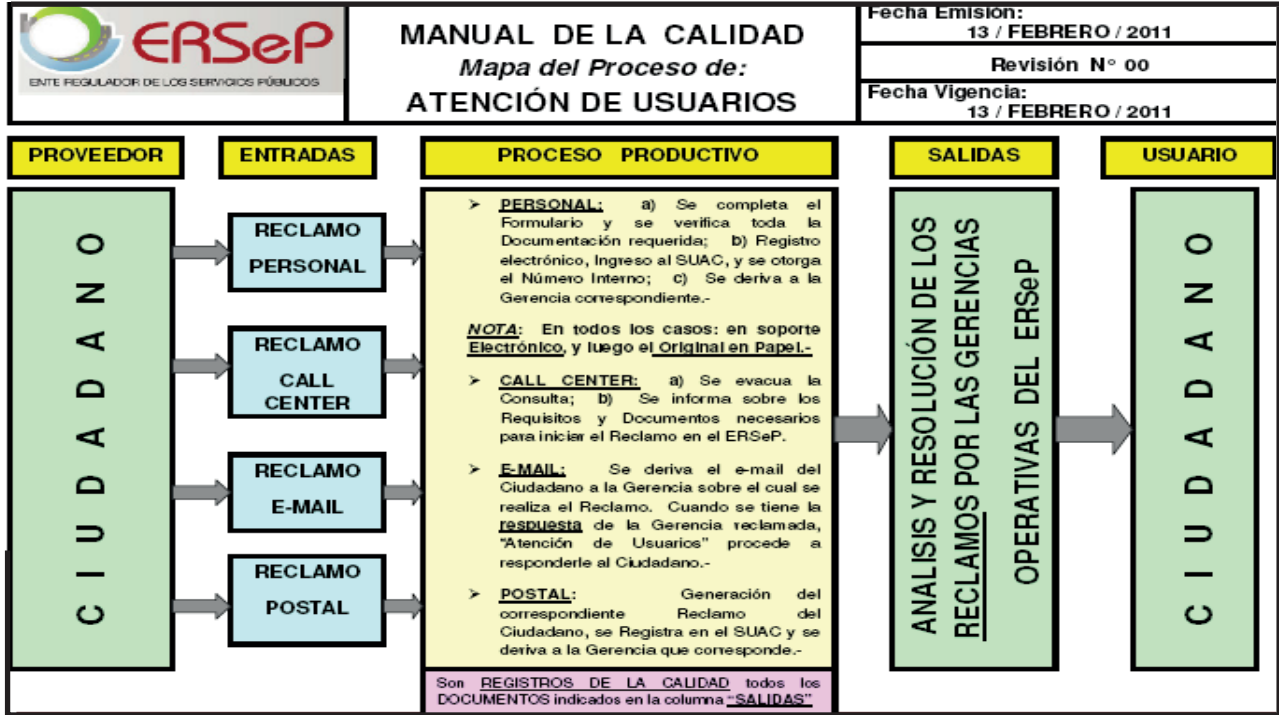 ERSeP
ENTE REGULADOR DE LOS SERVICIOS PÚBLICOS
MANUAL DE LA CALIDAD
Mapa del Proceso de:
ATENCIÓN DE USUARIOS
Fecha Emisión:
13 / FEBRERO / 2011
Revisión N° 00
Fecha Vigencia:
13 / FEBRERO / 2011
PROVEEDOR
ENTRADAS
PROCESO PRODUCTIVO
SALIDAS
USUARIO
CIUDADANO
RECLAMO
PERSONAL
RECLAMO
CALL
CENTER
RECLAMO
E-MAIL
RECLAMO
POSTAL
➢ PERSONAL: a) Se completa el
Formulario y se verifica toda la
Documentación requerida; b) Registro
electrónico, Ingreso al SUAC, y se otorga
el Número Interno; c) Se deriva a la
Gerencia correspondiente.-
NOTA: En todos los casos: en soporte
Electrónico, y luego el Original en Papel.-
➢ CALL CENTER: a) Se evacua la
Consulta; b) Se informa sobre los
Requisitos y Documentos necesarios
para iniciar el Reclamo en el ERSeP.
➢ E-MAIL: Se deriva el e-mail del
Ciudadano a la Gerencia sobre el cual se
realiza el Reclamo. Cuando se tiene la
respuesta de la Gerencia reclamada,
"Atención de Usuarios" procede a
responderle al Ciudadano.-
➢ POSTAL: Generación del
correspondiente Reclamo del
Ciudadano, se Registra en el SUAC y se
deriva a la Gerencia que corresponde.-
Son REGISTROS DE LA CALIDAD todos los
DOCUMENTOS indicados en la columna "SALIDAS"
ANALISIS Y RESOLUCIÓN DE LOS
RECLAMOS POR LAS GERENCIAS
OPERATIVAS DEL ERSeP
CIUDADANO